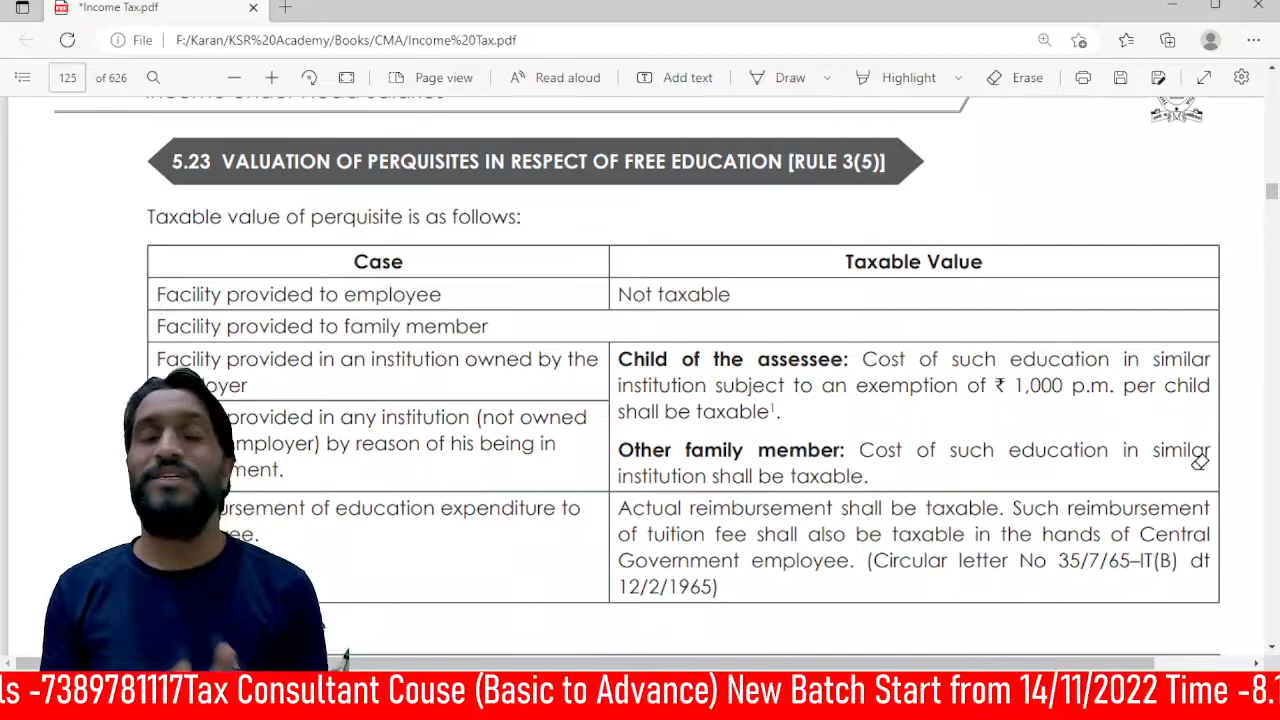 *Income Tax.pdf
File
F:/Karan/KSR%20Academy/Books/CMA/Income%20Tax.pdf
125 of 626
Page view
Read aloud
Add text
Draw
Highlight
Erase
Income under Head Salaries
5.23 VALUATION OF PERQUISITES IN RESPECT OF FREE EDUCATION [RULE 3(5)]
Taxable value of perquisite is as follows:
Case
Taxable Value
Facility provided to employee
Not taxable
Facility provided to family member
Facility provided in an institution owned by the
provided in any institution (not owned
by reason of his being in
Child of the assessee: Cost of such education in similar
institution subject to an exemption of ₹ 1,000 p.m. per child
shall be taxable¹.
Other family member: Cost of such education in similar
institution shall be taxable.
of education expenditure to
Actual reimbursement shall be taxable. Such reimbursement
of tuition fee shall also be taxable in the hands of Central
Government employee. (Circular letter No 35/7/65–IT(B) dt
12/2/1965)
ls -7389781117Tax Consultant Couse (Basic to Advance) New Batch Start from 14/11/2022 Time -8.1